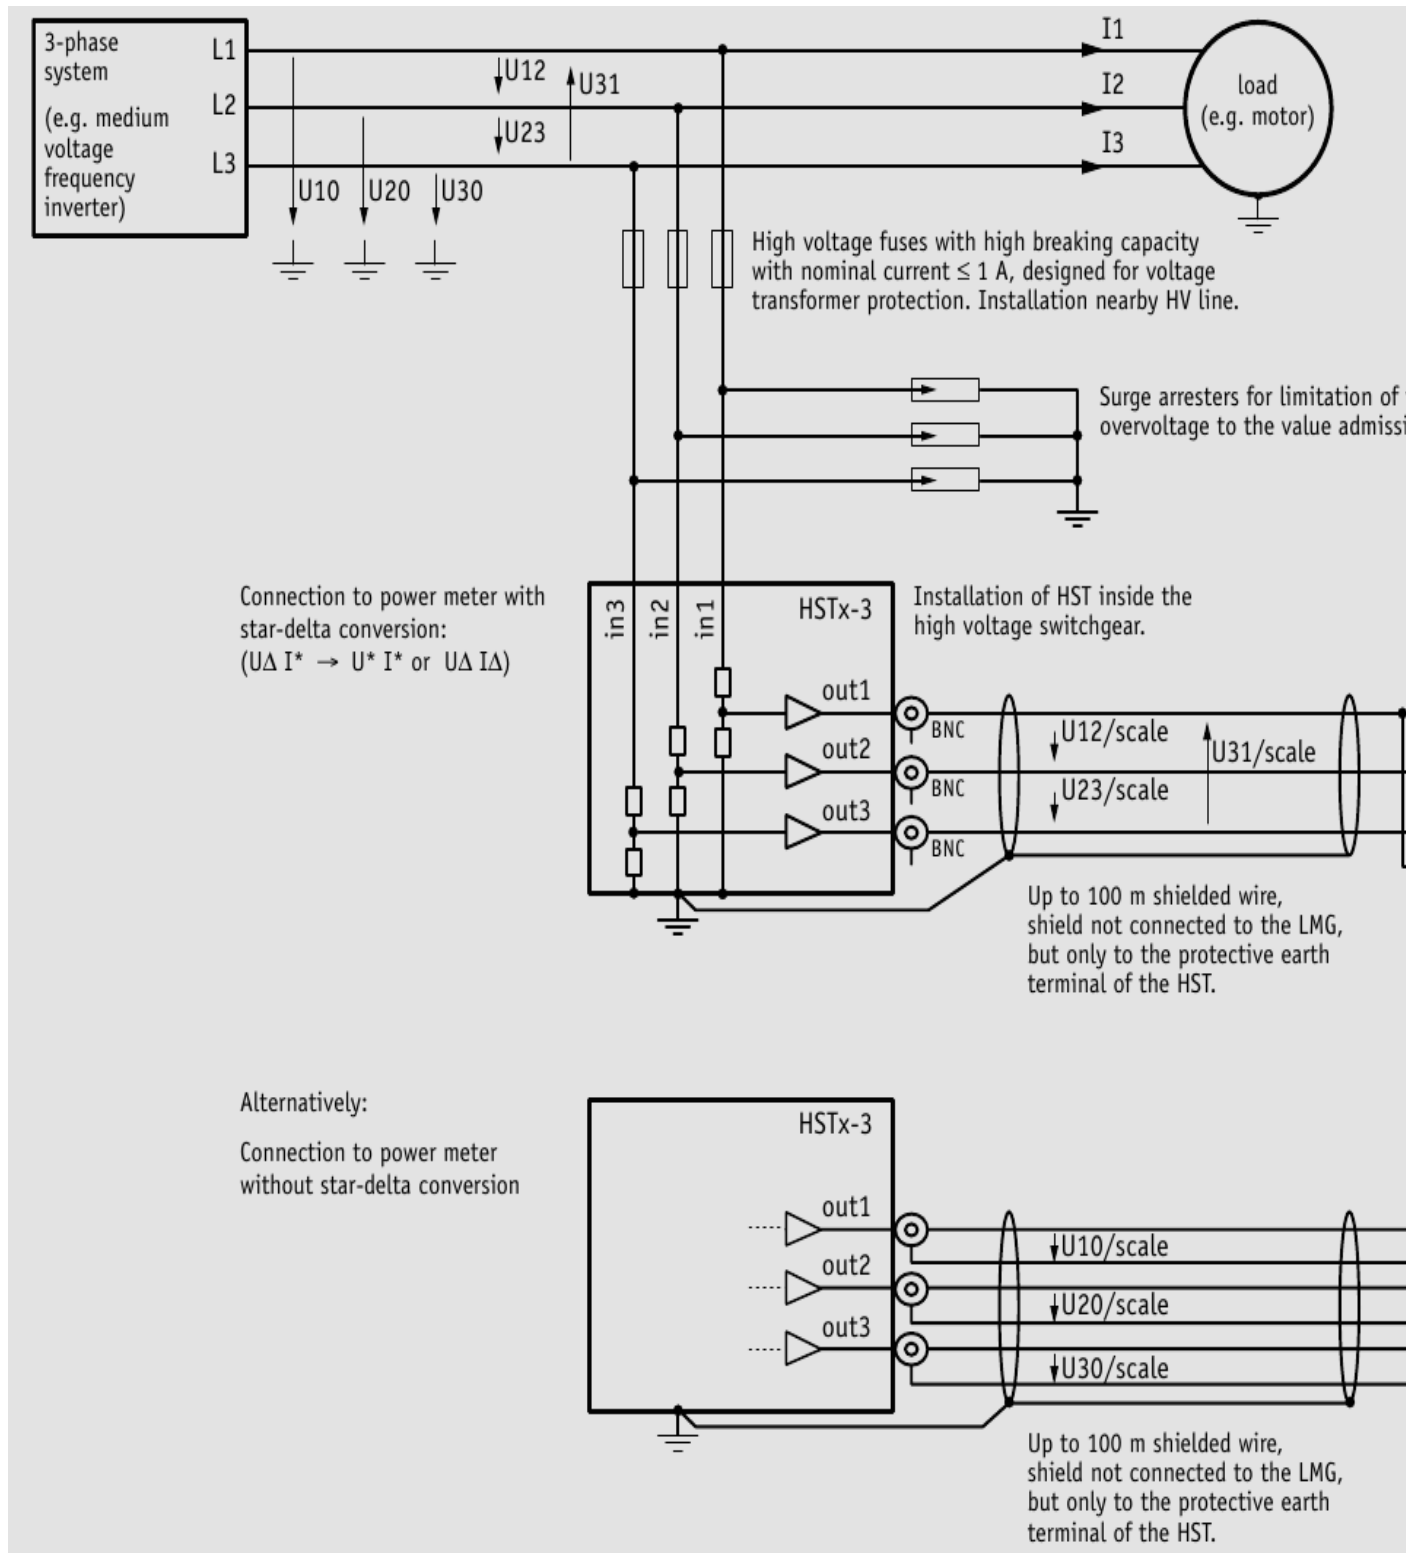 3-phase
system
(e.g. medium
voltage
frequency
inverter)
L1
L2
L3
U12
U31
U23
U10
U20
U30
I1
I2
I3
load
(e.g. motor)
High voltage fuses with high breaking capacity
with nominal current ≤ 1 A, designed for voltage
transformer protection. Installation nearby HV line.
Surge arresters for limitation of
overvoltage to the value
Connection to power meter with
star-delta conversion:
(UΔ I* → U* I* or UΔ IΔ)
in3
in2
in1
HSTx-3
Installation of HST inside the
high voltage switchgear.
out1
BNC
out2
BNC
out3
BNC
U12/scale
U31/scale
U23/scale
Up to 100 m shielded wire,
shield not connected to the LMG,
but only to the protective earth
terminal of the HST.
Alternatively:
Connection to power meter
without star-delta conversion
HSTx-3
out1
out2
out3
U10/scale
U20/scale
U30/scale
Up to 100 m shielded wire,
shield not connected to the LMG,
but only to the protective earth
terminal of the HST.